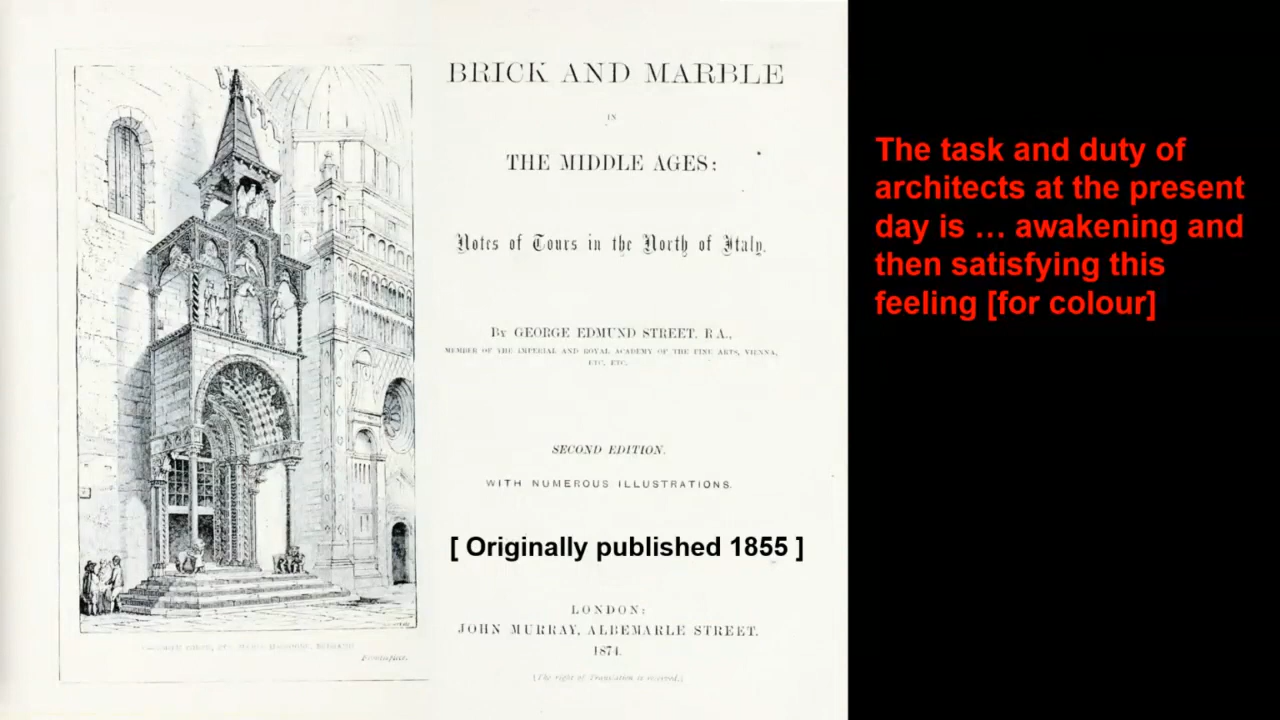 BRICK AND MARBLE
IN
THE MIDDLE AGES:
Notes of Tours in the North of Italy.
By GEORGE EDMUND STREET, R.A.,
MEMBER OF THE IMPERIAL AND ROYAL ACADEMY OF THE FINE ARTS, VIENNA,
ETC. ETC.
SECOND EDITION.
WITH NUMEROUS ILLUSTRATIONS.
[ Originally published 1855 ]
LONDON:
JOHN MURRAY, ALBEMARLE STREET.
1874.
[The right of Translation is reserved.]
Frontispiece.
The task and duty of
architects at the present
day is … awakening and
then satisfying this
feeling [for colour]